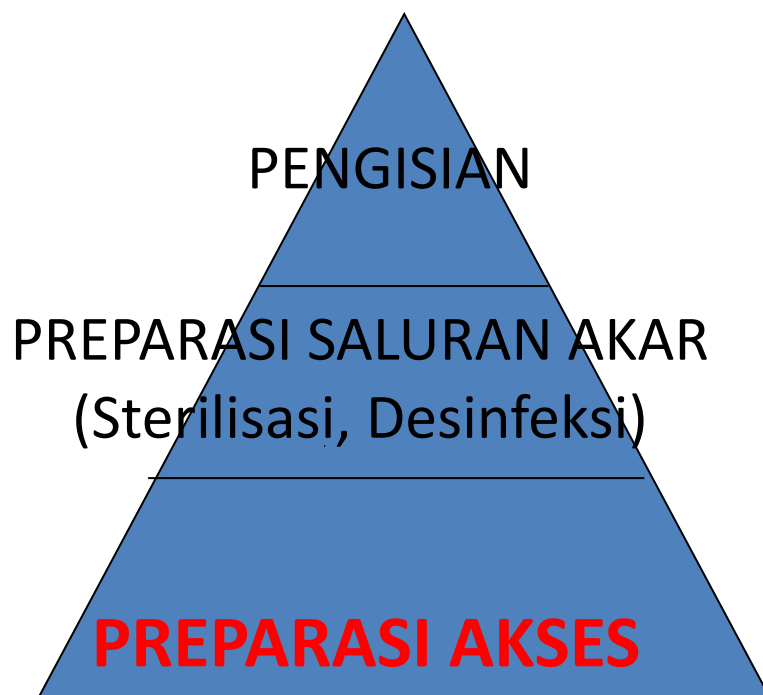 PENGISIAN
PREPARASI SALURAN AKAR
(Sterilisasi, Desinfeksi)
PREPARASI AKSES